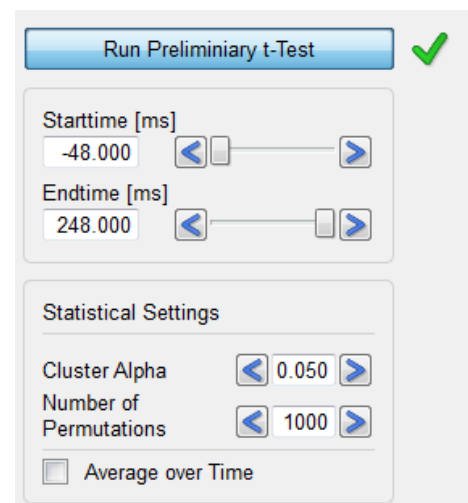 Run Preliminiary t-Test
Starttime [ms]
-48.000
Endtime [ms]
248.000
Statistical Settings
Cluster Alpha 0.050
Number of
Permutations 1000
Average over Time